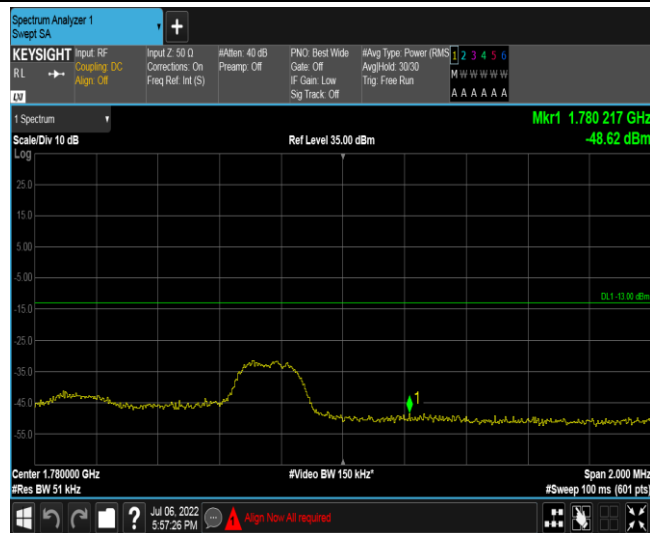 Spectrum Analyzer 1
Swept SA
+
KEYSIGHT
RL
LXI
Input: RF
Coupling: DC
Align: Off
Input Z: 50 Ω
Corrections: On
Freq Ref: Int (S)
#Atten: 40 dB
Preamp: Off
PNO: Best Wide
Gate: Off
IF Gain: Low
Sig Track: Off
#Avg Type: Power (RMS
Avg|Hold: 30/30
Trig: Free Run
1 2 3 4 5 6
M W W W W W
A A A A A A
1 Spectrum
Mkr1 1.780 217 GHz
Scale/Div 10 dB
Ref Level 35.00 dBm
-48.62 dBm
Log
25.0
15.0
5.00
-5.00
DL1 -13.00 dBm
-15.0
-25.0
-35.0
-45.0
1
-55.0
Center 1.780000 GHz
#Video BW 150 kHz*
Span 2.000 MHz
#Res BW 51 kHz
#Sweep 100 ms (601 pts)
?
Jul 06, 2022
5:57:26 PM
Align Now All required